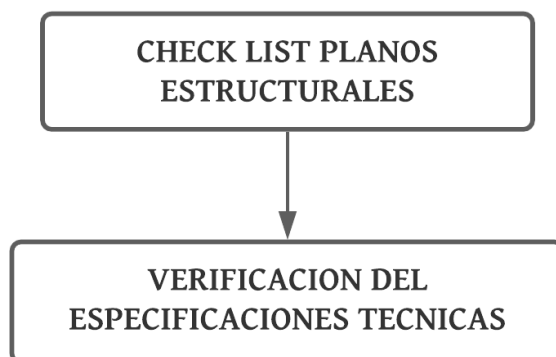 CHECK LIST PLANOS
ESTRUCTURALES
VERIFICACION DEL
ESPECIFICACIONES TECNICAS